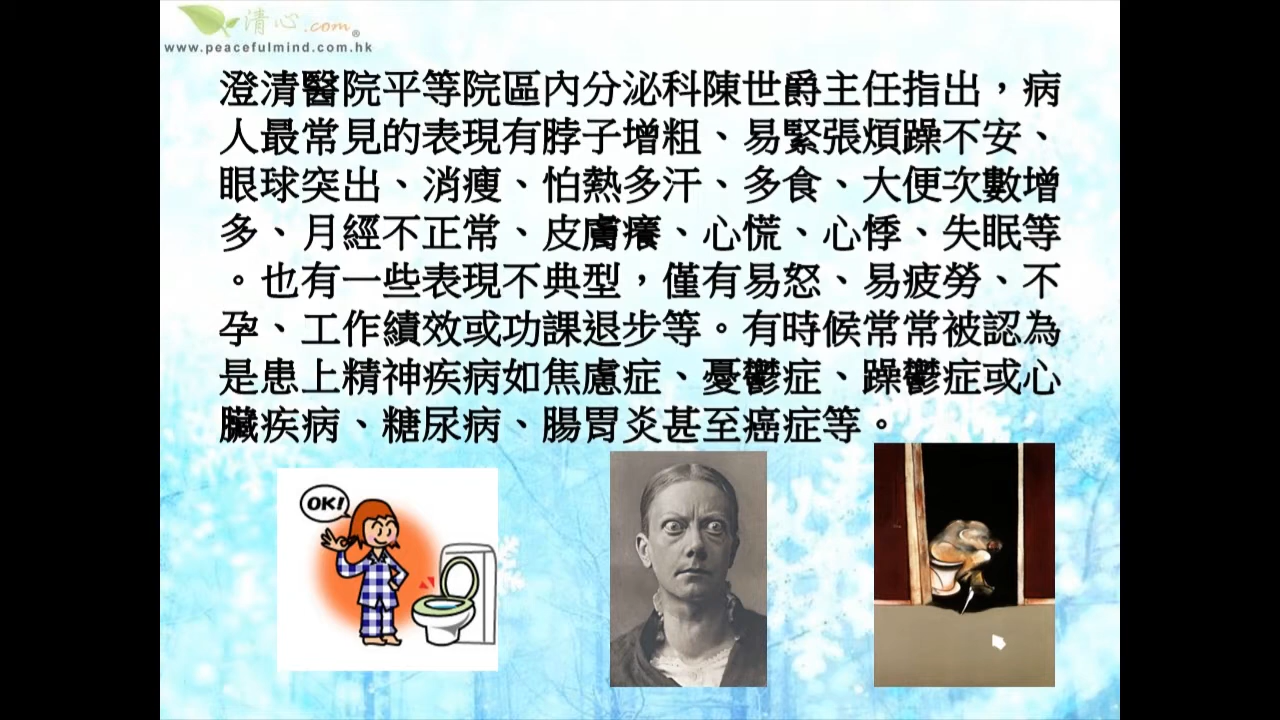 清心.com®
www.peacefulmind.com.hk
澄清醫院平等院區內分泌科陳世爵主任指出，病
人最常見的表現有脖子增粗、易緊張煩躁不安、
眼球突出、消瘦、怕熱多汗、多食、大便次數增
多、月經不正常、皮膚癢、心慌、心悸、失眠等
。也有一些表現不典型，僅有易怒、易疲勞、不
孕、工作績效或功課退步等。有時候常常被認為
是患上精神疾病如焦慮症、憂鬱症、躁鬱症或心
臟疾病、糖尿病、腸胃炎甚至癌症等。
OK!